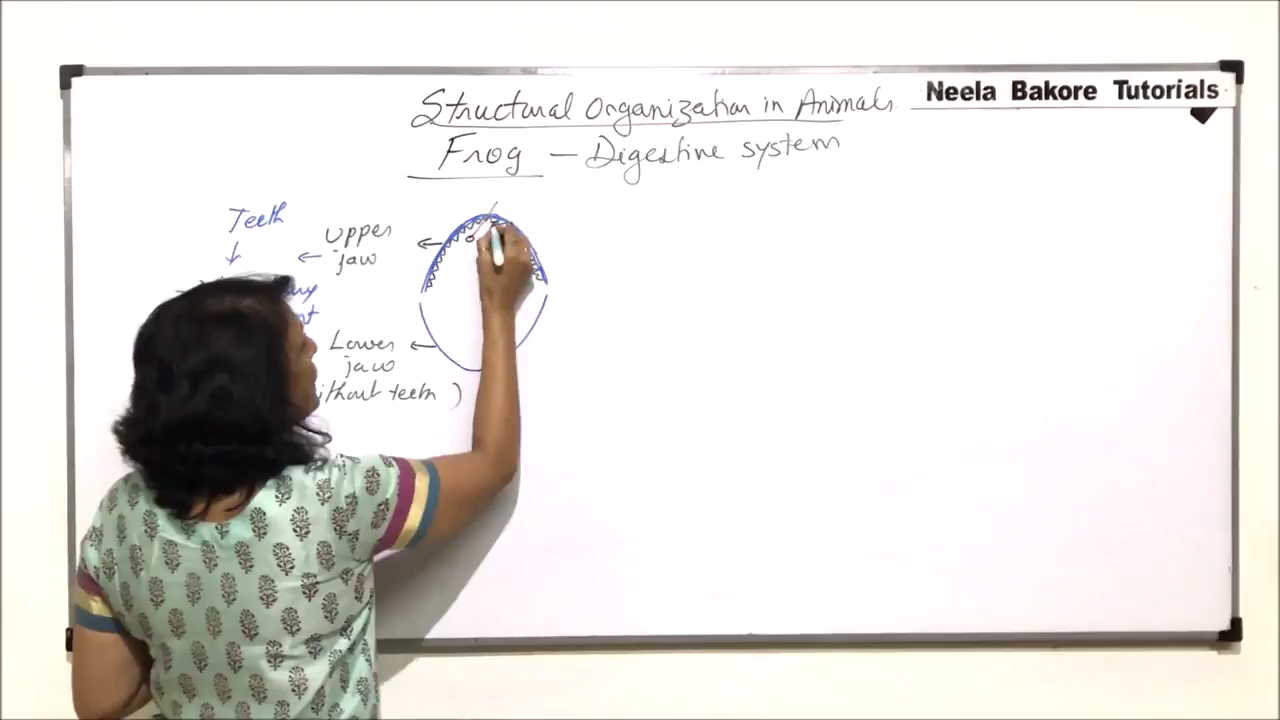 Neela Bakore Tutorials
Structural Organization in Animals
Frog — Digestive system
Teeth
Upper
jaw
Lower
jaw
teeth )